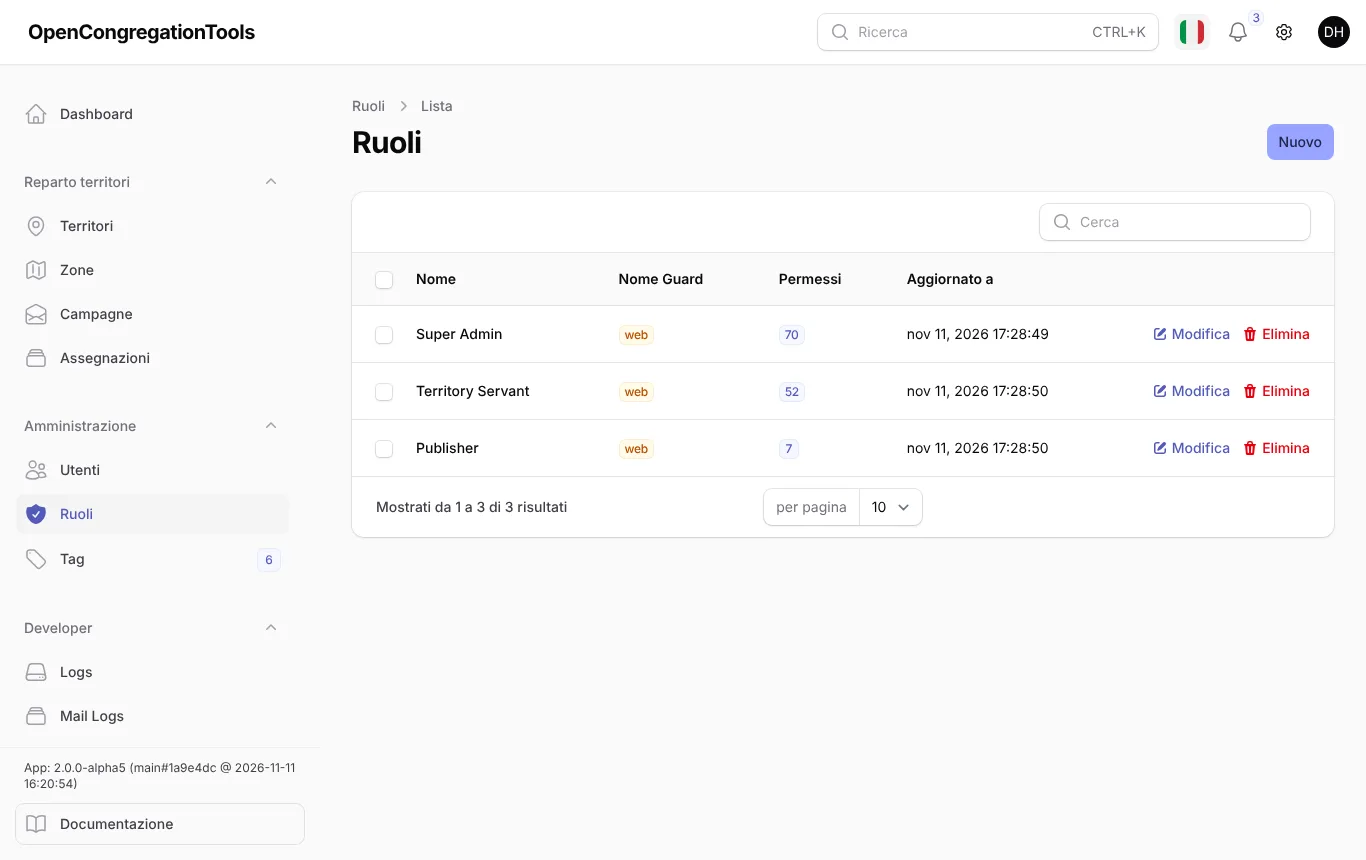 OpenCongregationTools
Ricerca
CTRL+K
3
DH
Dashboard
Reparto territori
Territori
Zone
Campagne
Assegnazioni
Amministrazione
Utenti
Ruoli
Tag
6
Developer
Logs
Mail Logs
App: 2.0.0-alpha5 (main#1a9e4dc @ 2026-11-11
16:20:54)
Documentazione
Ruoli > Lista
Ruoli
Nuovo
Cerca
Nome Nome Guard Permessi Aggiornato a
Super Admin web 70 nov 11, 2026 17:28:49 Modifica Elimina
Territory Servant web 52 nov 11, 2026 17:28:50 Modifica Elimina
Publisher web 7 nov 11, 2026 17:28:50 Modifica Elimina
Mostrati da 1 a 3 di 3 risultati
per pagina 10